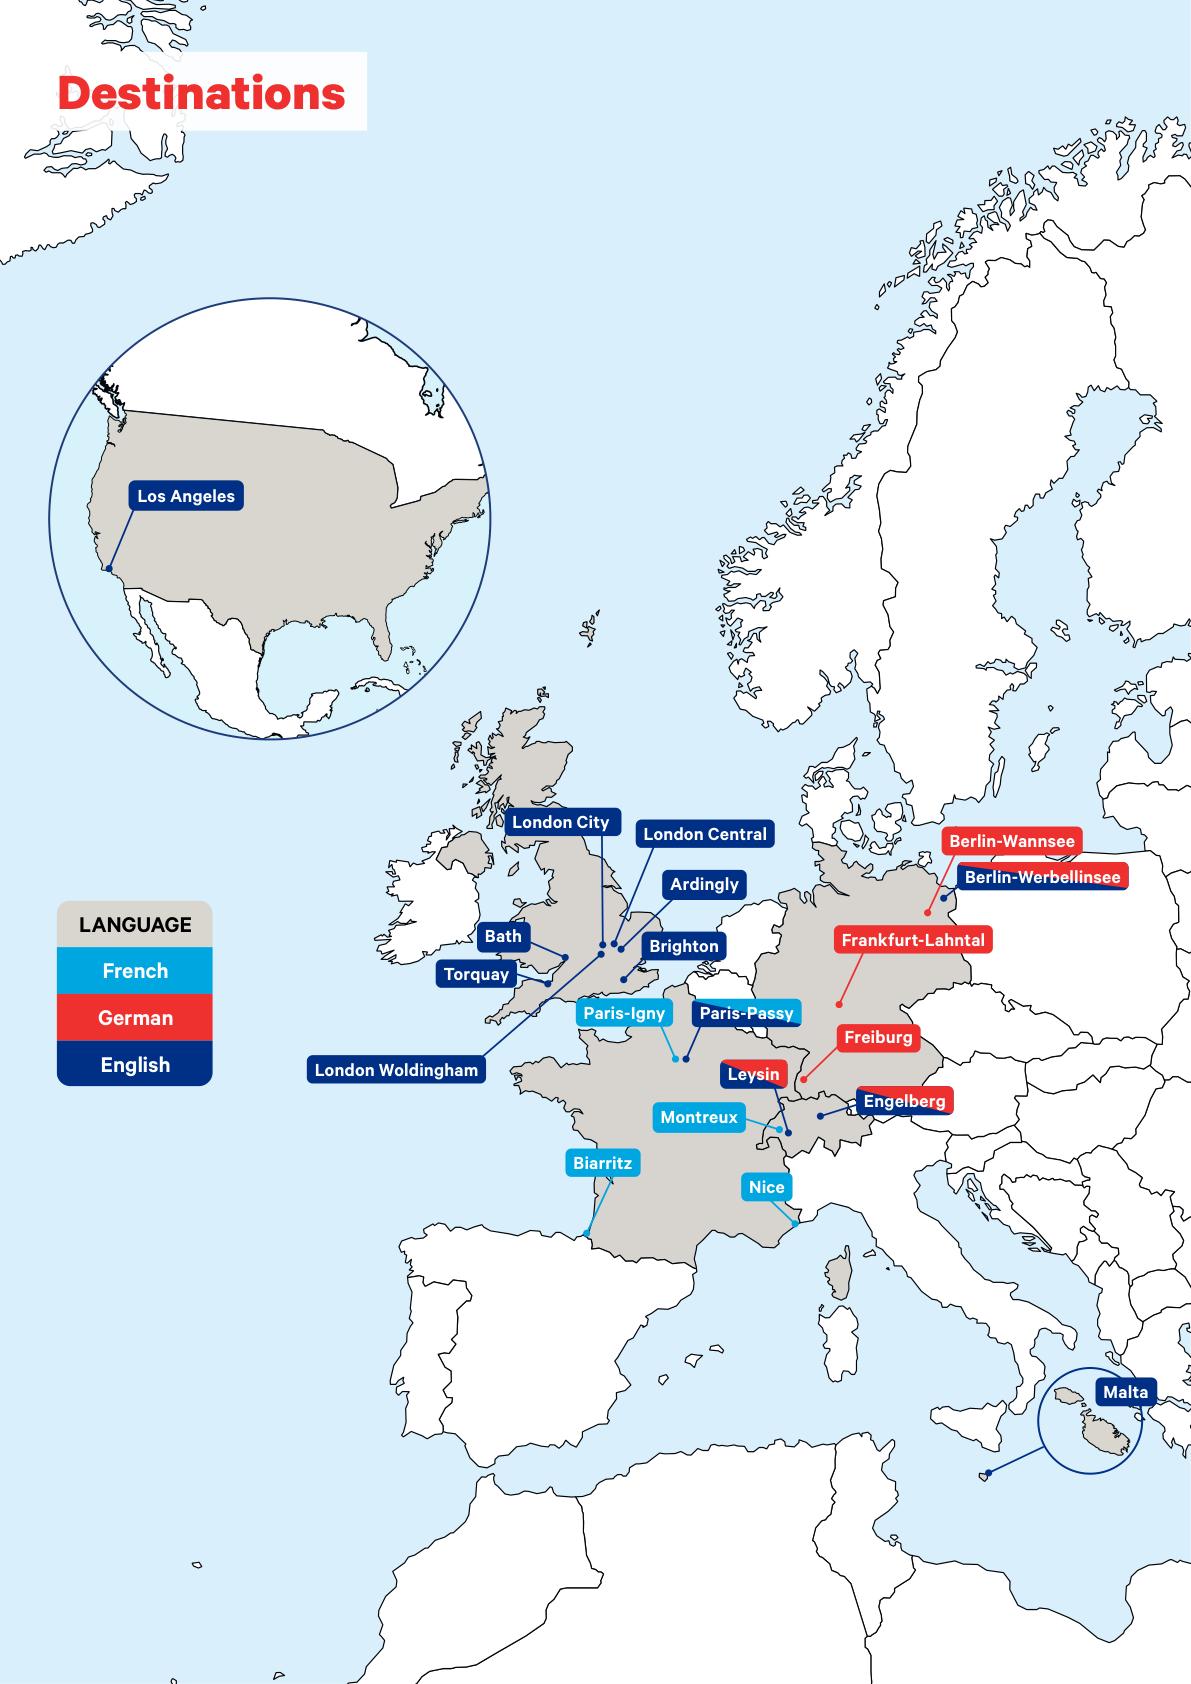 Destinations
Los Angeles
London City
London Central
Ardingly
Bath
Brighton
Torquay
London Woldingham
Berlin-Wannsee
Berlin-Werbellinsee
Frankfurt-Lahntal
Paris-Igny
Paris-Passy
Freiburg
Leysin
Engelberg
Montreux
Biarritz
Nice
Malta
LANGUAGE
French
German
English